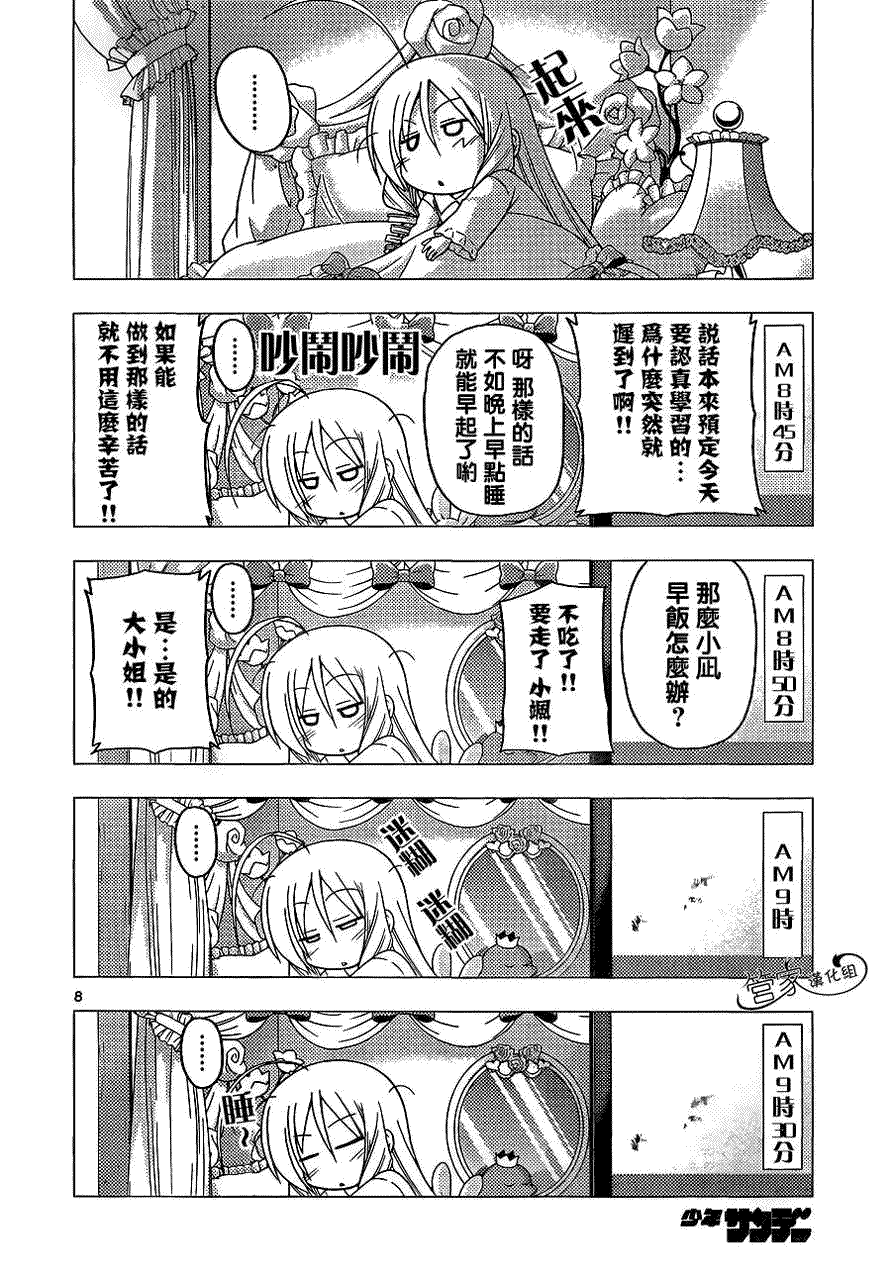 起來
………
AM8時45分
說話本來預定今天
要認真學習的…
爲什麼突然就
遲到了啊!!
呀 那樣的話
不如晚上早點睡
就能早起了喲
吵鬧吵鬧
……
如果能
做到那樣的話
就不用這麼辛苦了!!
AM8時50分
那麼小凪
早飯怎麼辦?
不吃了!!
要走了 小颯!!
……
是…是的
大小姐!!
AM9時
迷糊
迷糊
……
管家漢化組
8
AM9時30分
……
睡~
少年サンデー